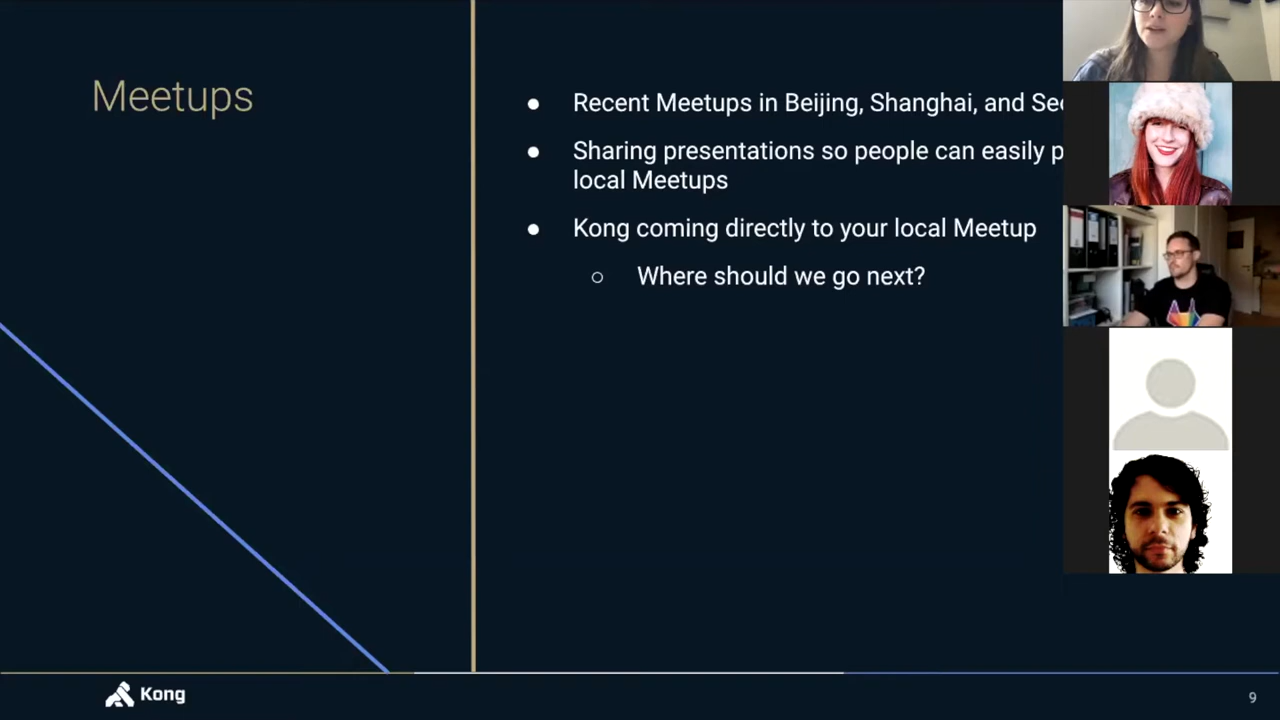 Meetups
● Recent Meetups in Beijing, Shanghai, and
● Sharing presentations so people can easily
local Meetups
● Kong coming directly to your local Meetup
○ Where should we go next?
Kong
9